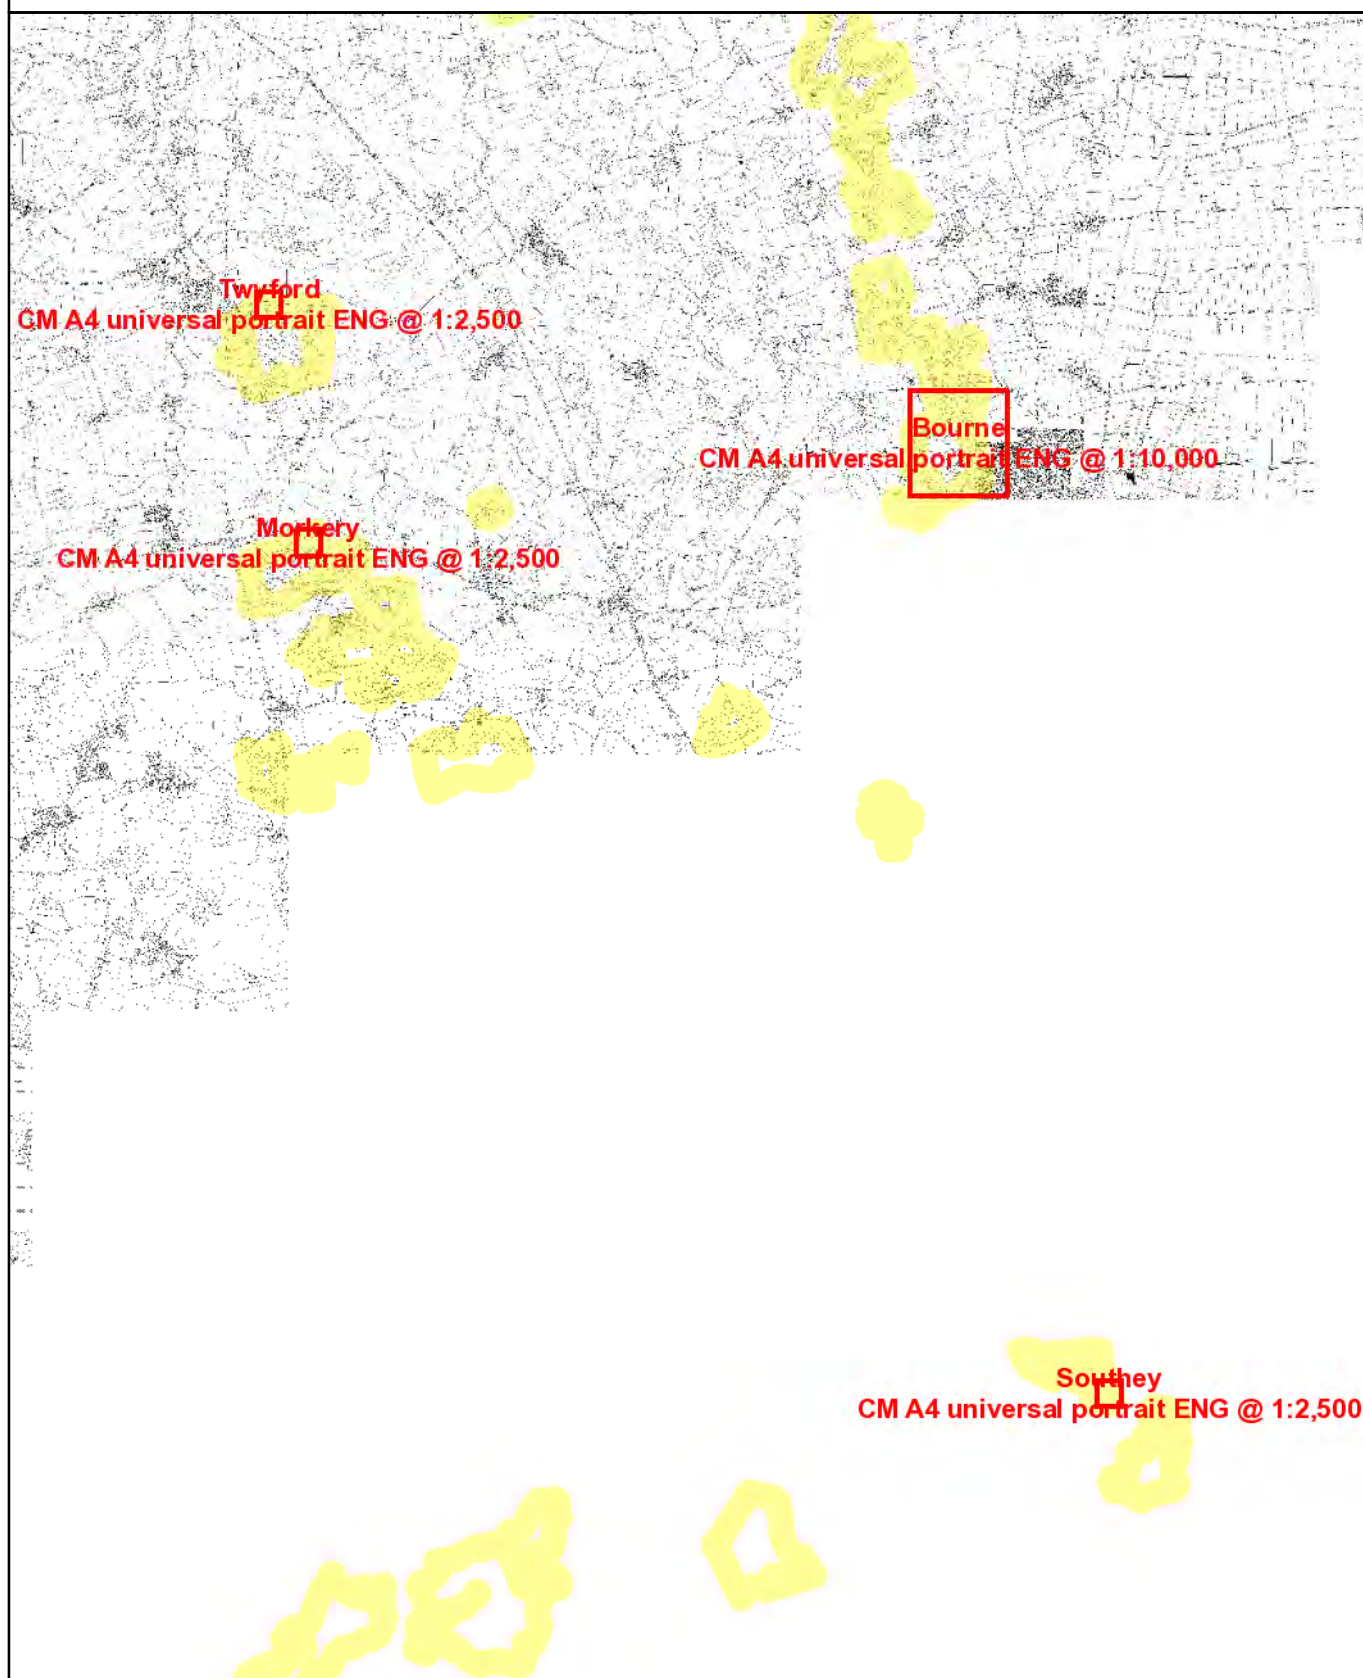 Twyford
CM A4 universal portrait ENG @ 1:2,500
Bourne
CM A4 universal portrait ENG @ 1:10,000
Morkery
CM A4 universal portrait ENG @ 1:2,500
Southey
CM A4 universal portrait ENG @ 1:2,500